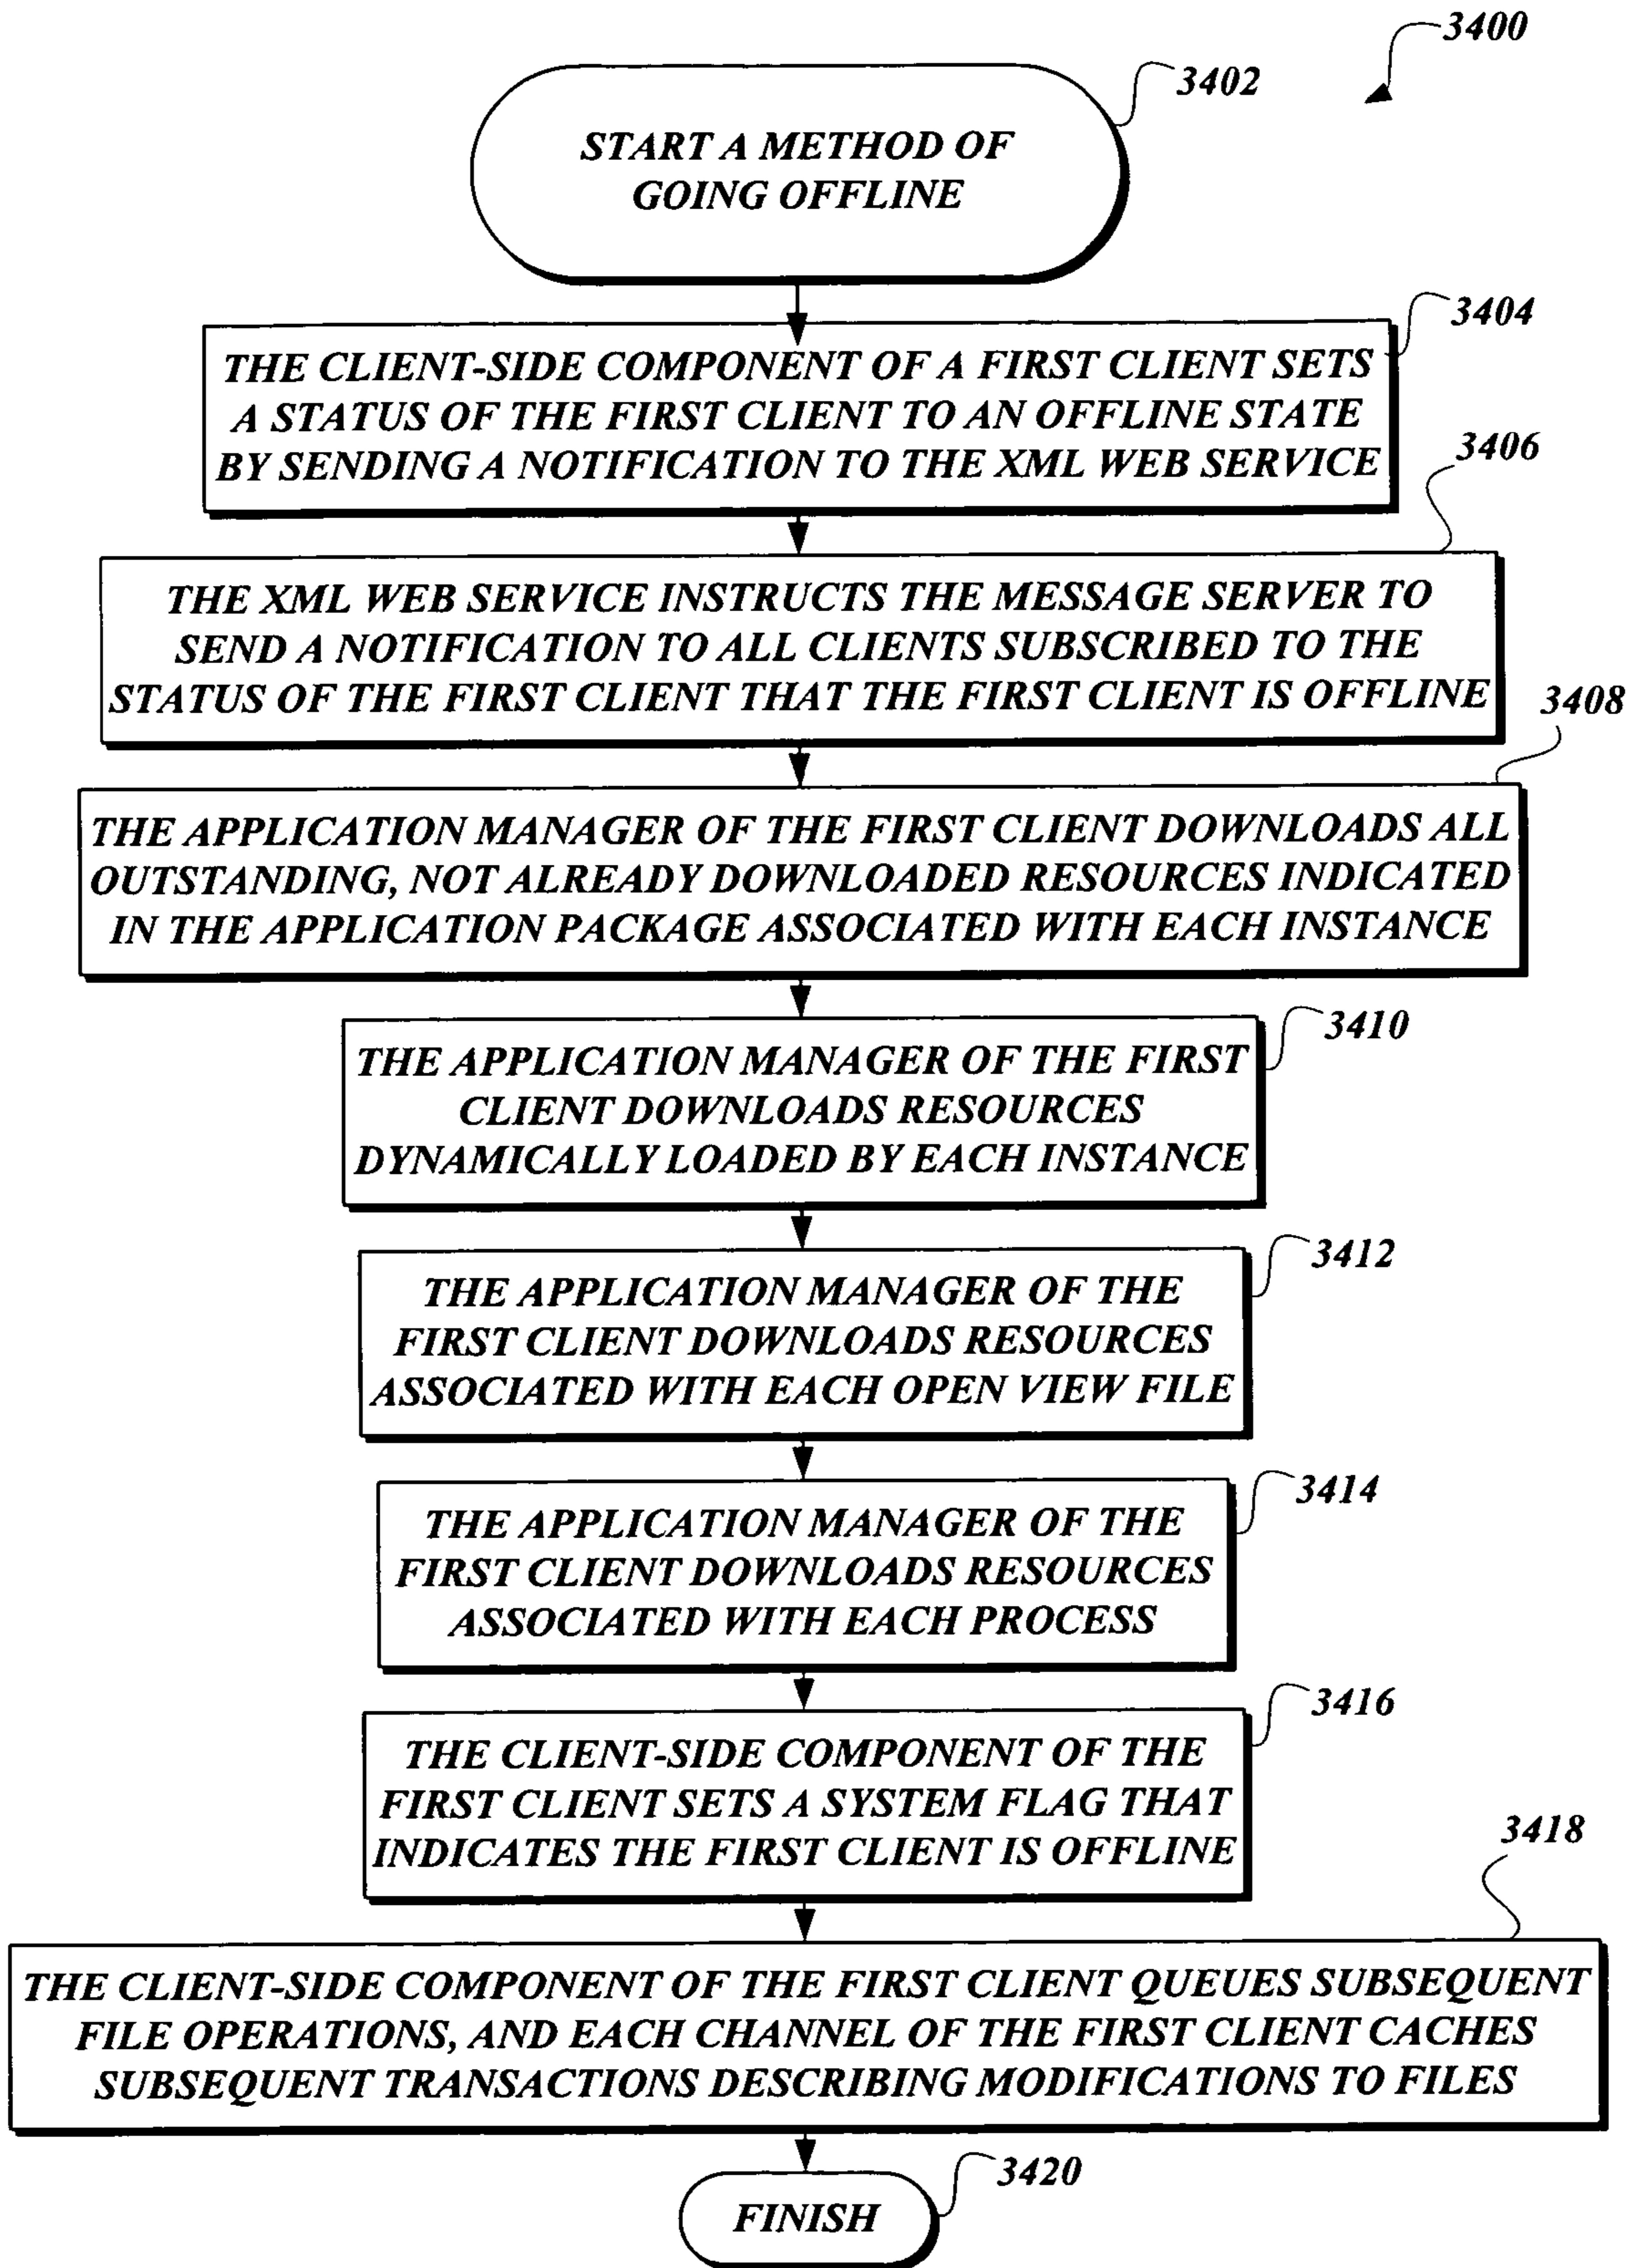 3400
3402
START A METHOD OF
GOING OFFLINE
3404
THE CLIENT-SIDE COMPONENT OF A FIRST CLIENT SETS
A STATUS OF THE FIRST CLIENT TO AN OFFLINE STATE
BY SENDING A NOTIFICATION TO THE XML WEB SERVICE
3406
THE XML WEB SERVICE INSTRUCTS THE MESSAGE SERVER TO
SEND A NOTIFICATION TO ALL CLIENTS SUBSCRIBED TO THE
STATUS OF THE FIRST CLIENT THAT THE FIRST CLIENT IS OFFLINE
3408
THE APPLICATION MANAGER OF THE FIRST CLIENT DOWNLOADS ALL
OUTSTANDING, NOT ALREADY DOWNLOADED RESOURCES INDICATED
IN THE APPLICATION PACKAGE ASSOCIATED WITH EACH INSTANCE
3410
THE APPLICATION MANAGER OF THE FIRST
CLIENT DOWNLOADS RESOURCES
DYNAMICALLY LOADED BY EACH INSTANCE
3412
THE APPLICATION MANAGER OF THE
FIRST CLIENT DOWNLOADS RESOURCES
ASSOCIATED WITH EACH OPEN VIEW FILE
3414
THE APPLICATION MANAGER OF THE
FIRST CLIENT DOWNLOADS RESOURCES
ASSOCIATED WITH EACH PROCESS
3416
THE CLIENT-SIDE COMPONENT OF THE
FIRST CLIENT SETS A SYSTEM FLAG THAT
INDICATES THE FIRST CLIENT IS OFFLINE
3418
THE CLIENT-SIDE COMPONENT OF THE FIRST CLIENT QUEUES SUBSEQUENT
FILE OPERATIONS, AND EACH CHANNEL OF THE FIRST CLIENT CACHES
SUBSEQUENT TRANSACTIONS DESCRIBING MODIFICATIONS TO FILES
3420
FINISH